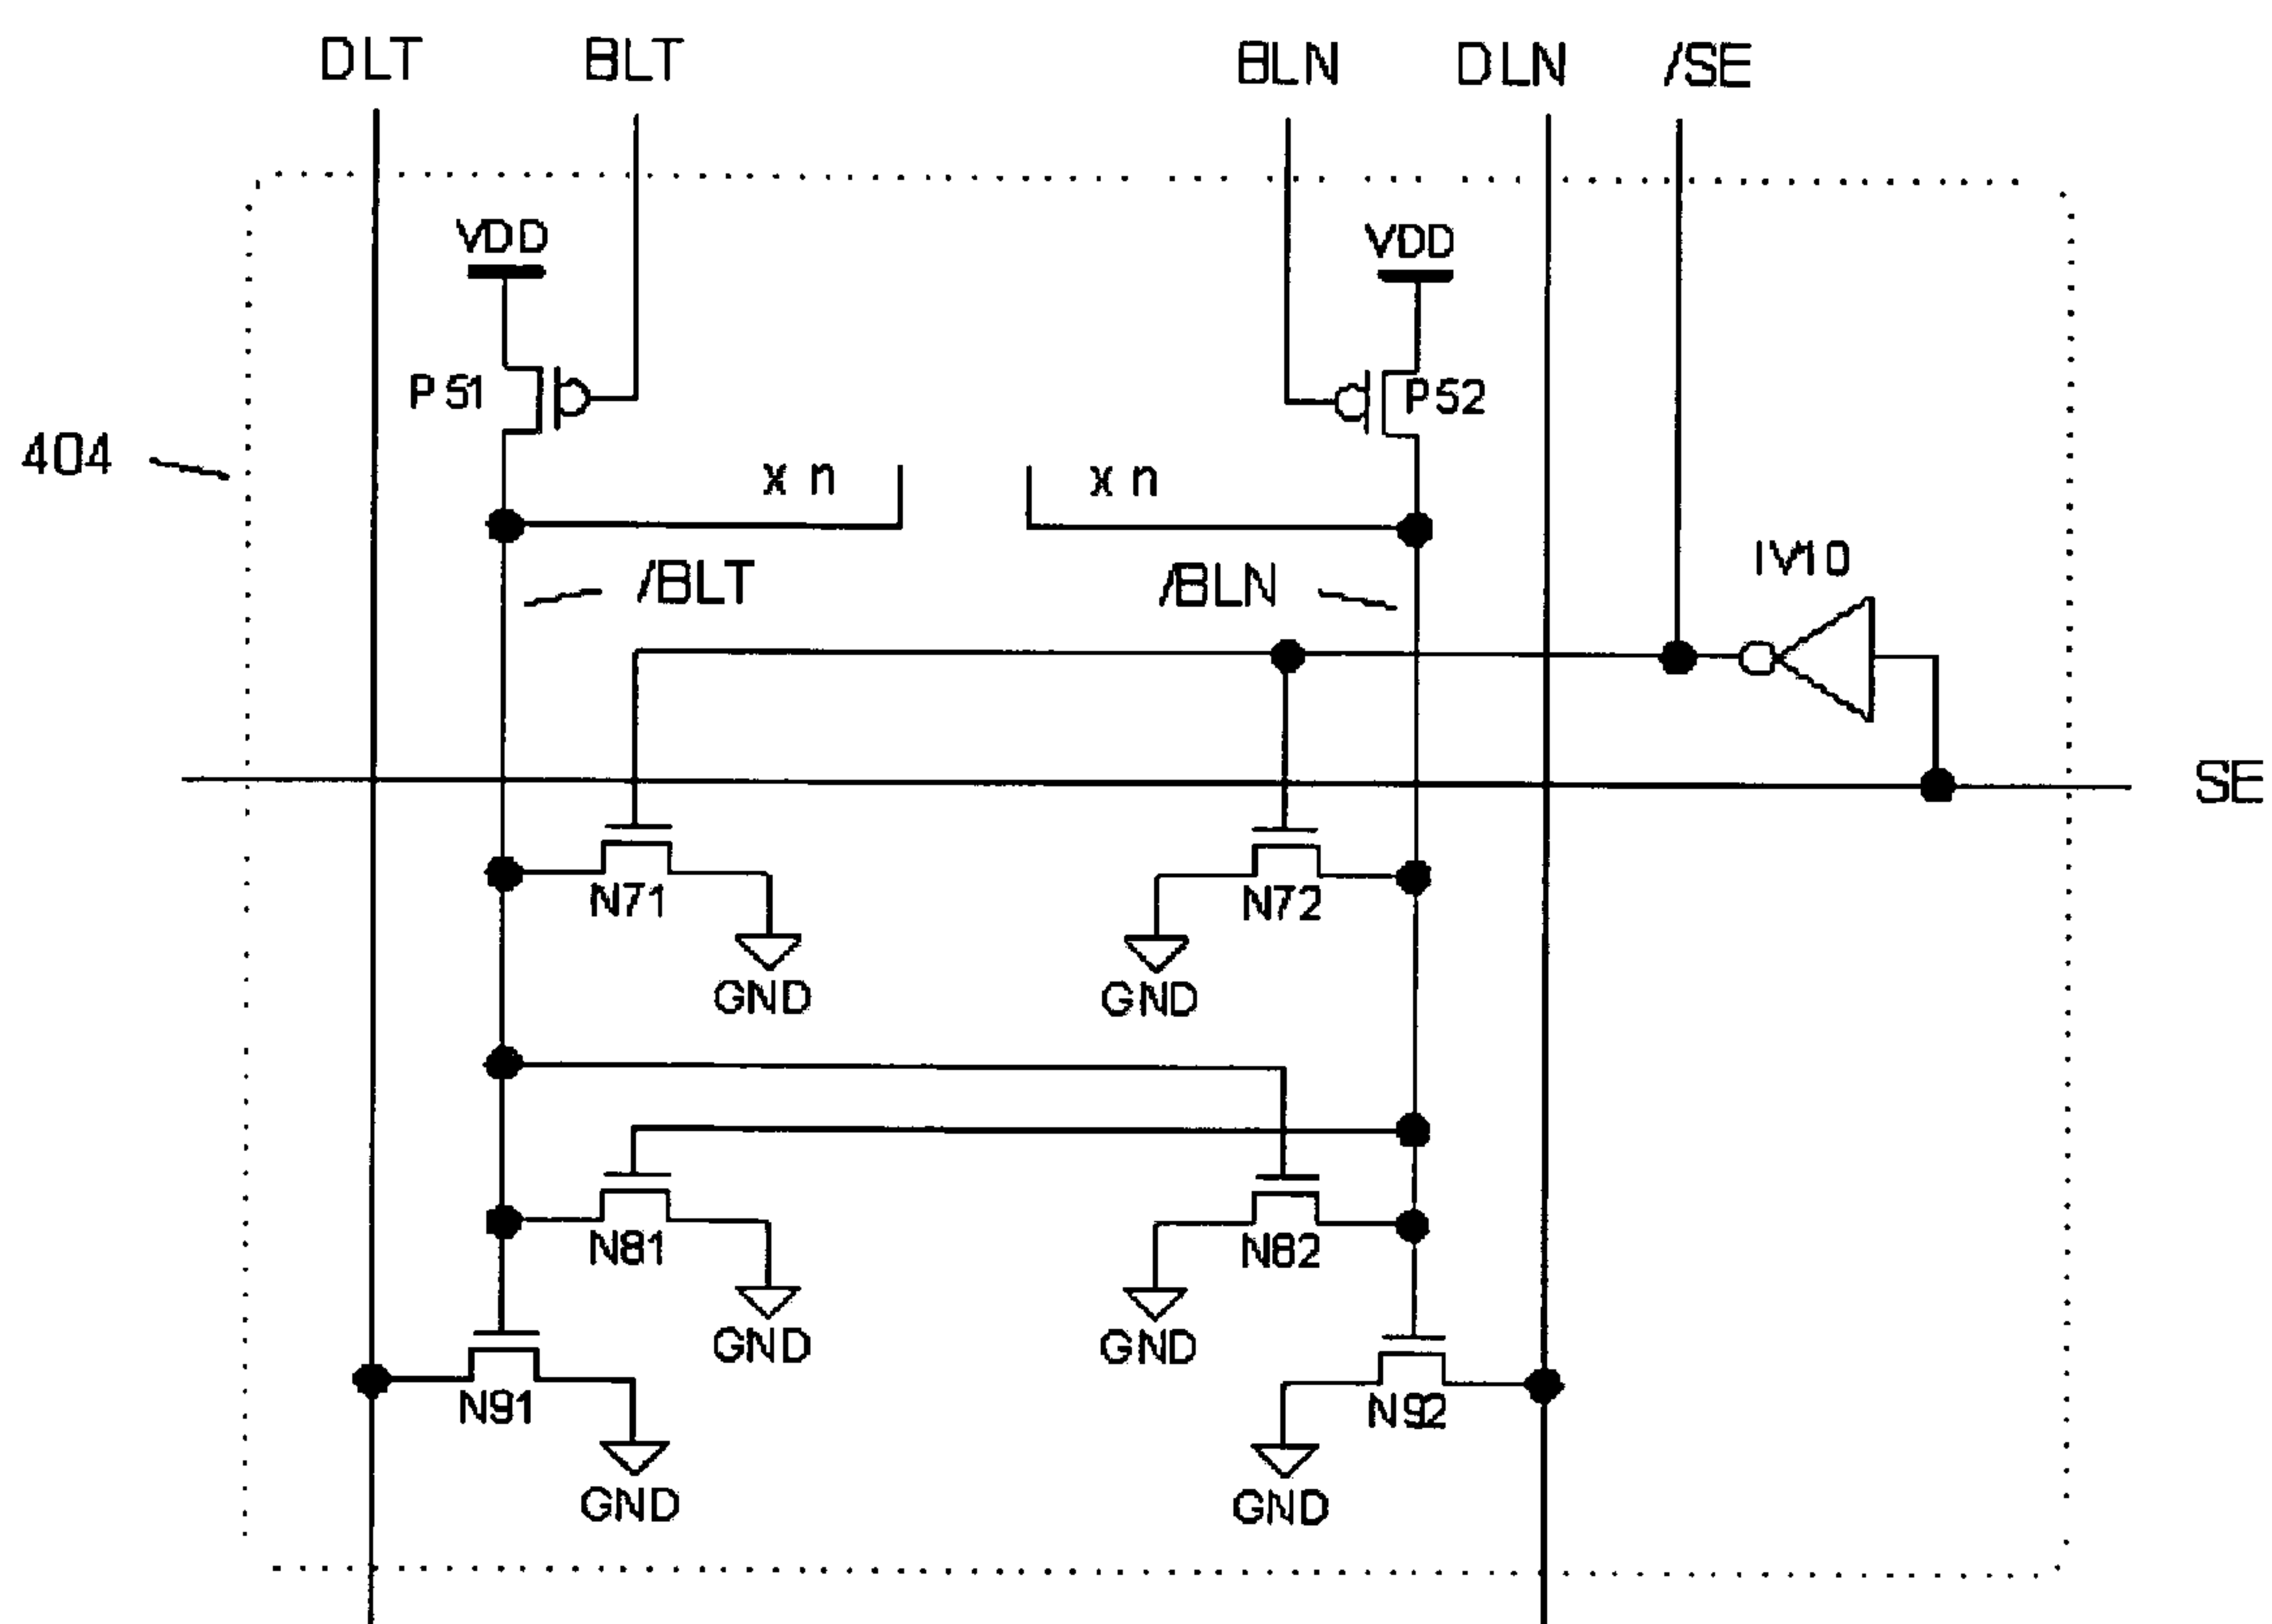 DLT BLT BLN DLN /SE
VDD VDD
P51 P52
404 x n x n
/BLT /BLN IV10
SE
N71 N72
GND GND
N81 N82
GND GND
N91 N92
GND GND